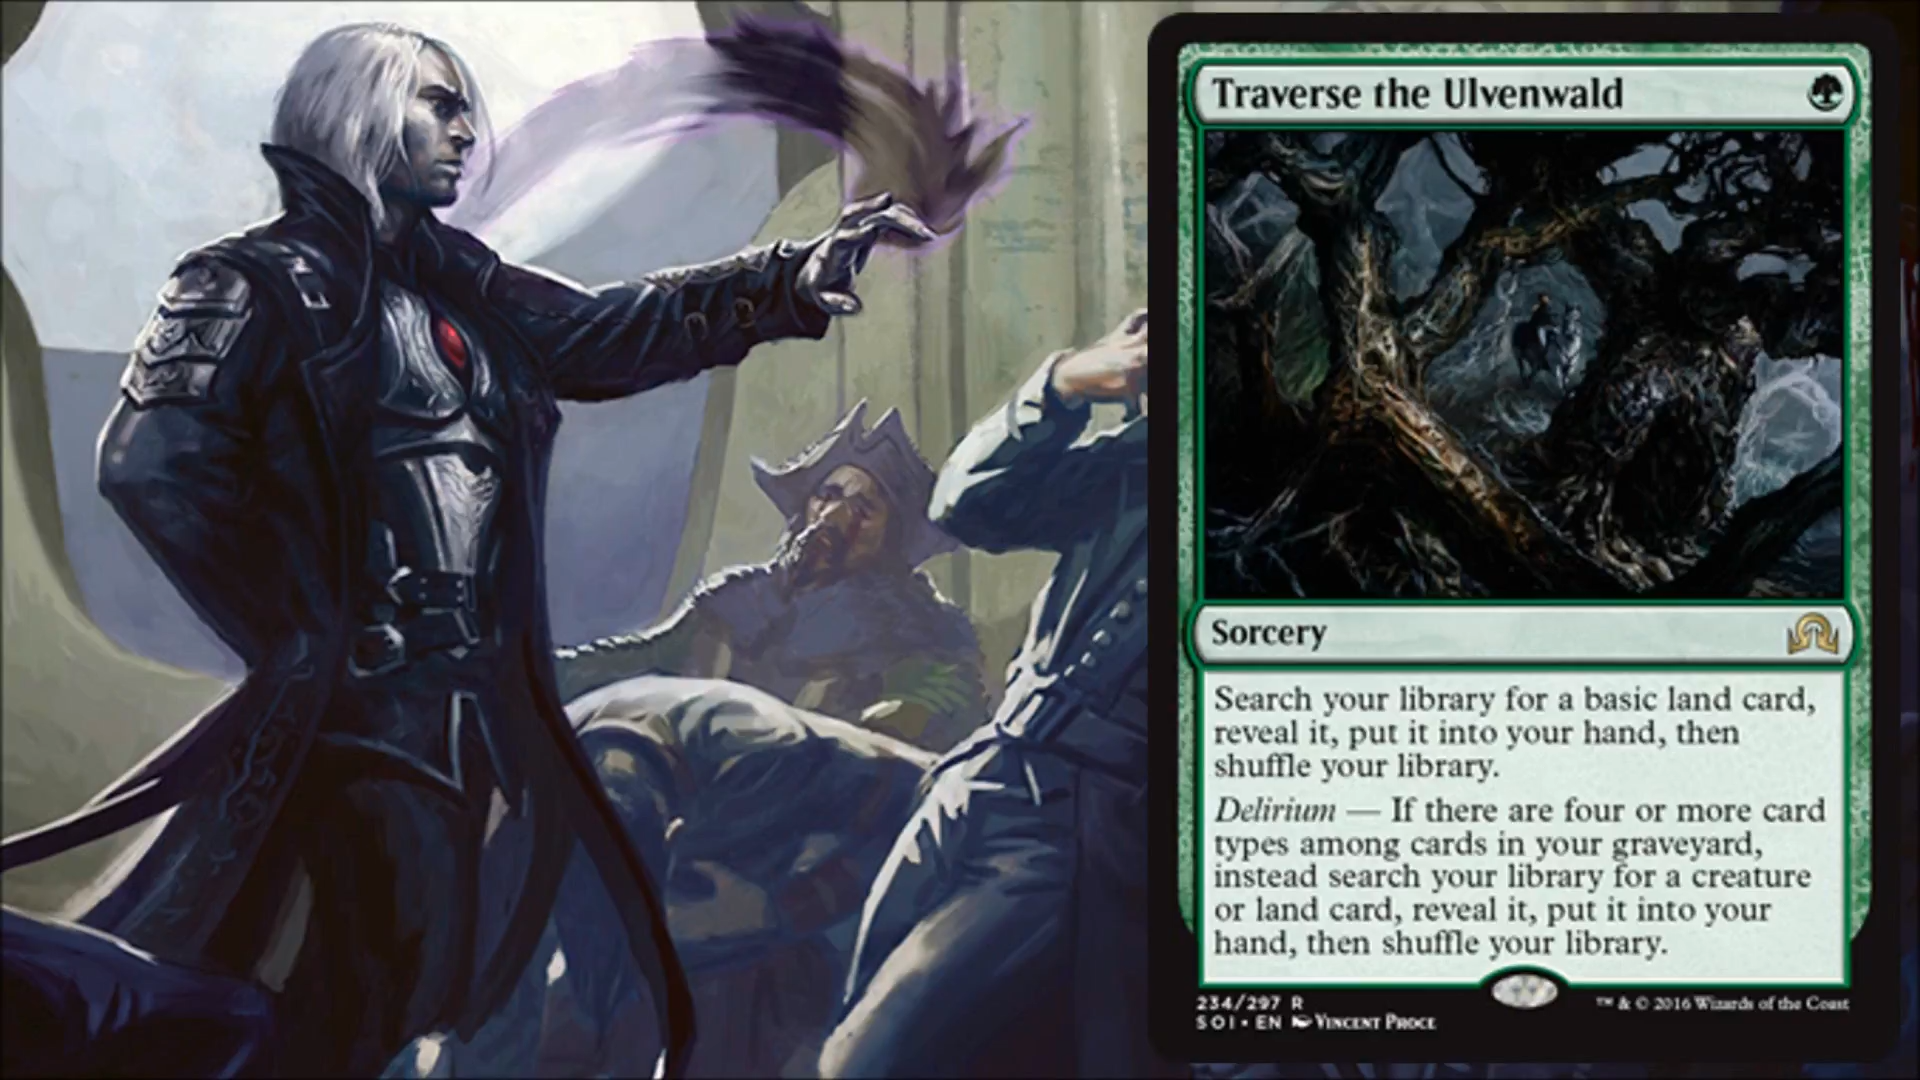 Traverse the Ulvenwald
Sorcery
Search your library for a basic land card,
reveal it, put it into your hand, then
shuffle your library.
Delirium — If there are four or more card
types among cards in your graveyard,
instead search your library for a creature
or land card, reveal it, put it into your
hand, then shuffle your library.
234/297 R
™ & © 2016 Wizards of the Coast
SOI • EN Vincent Proce